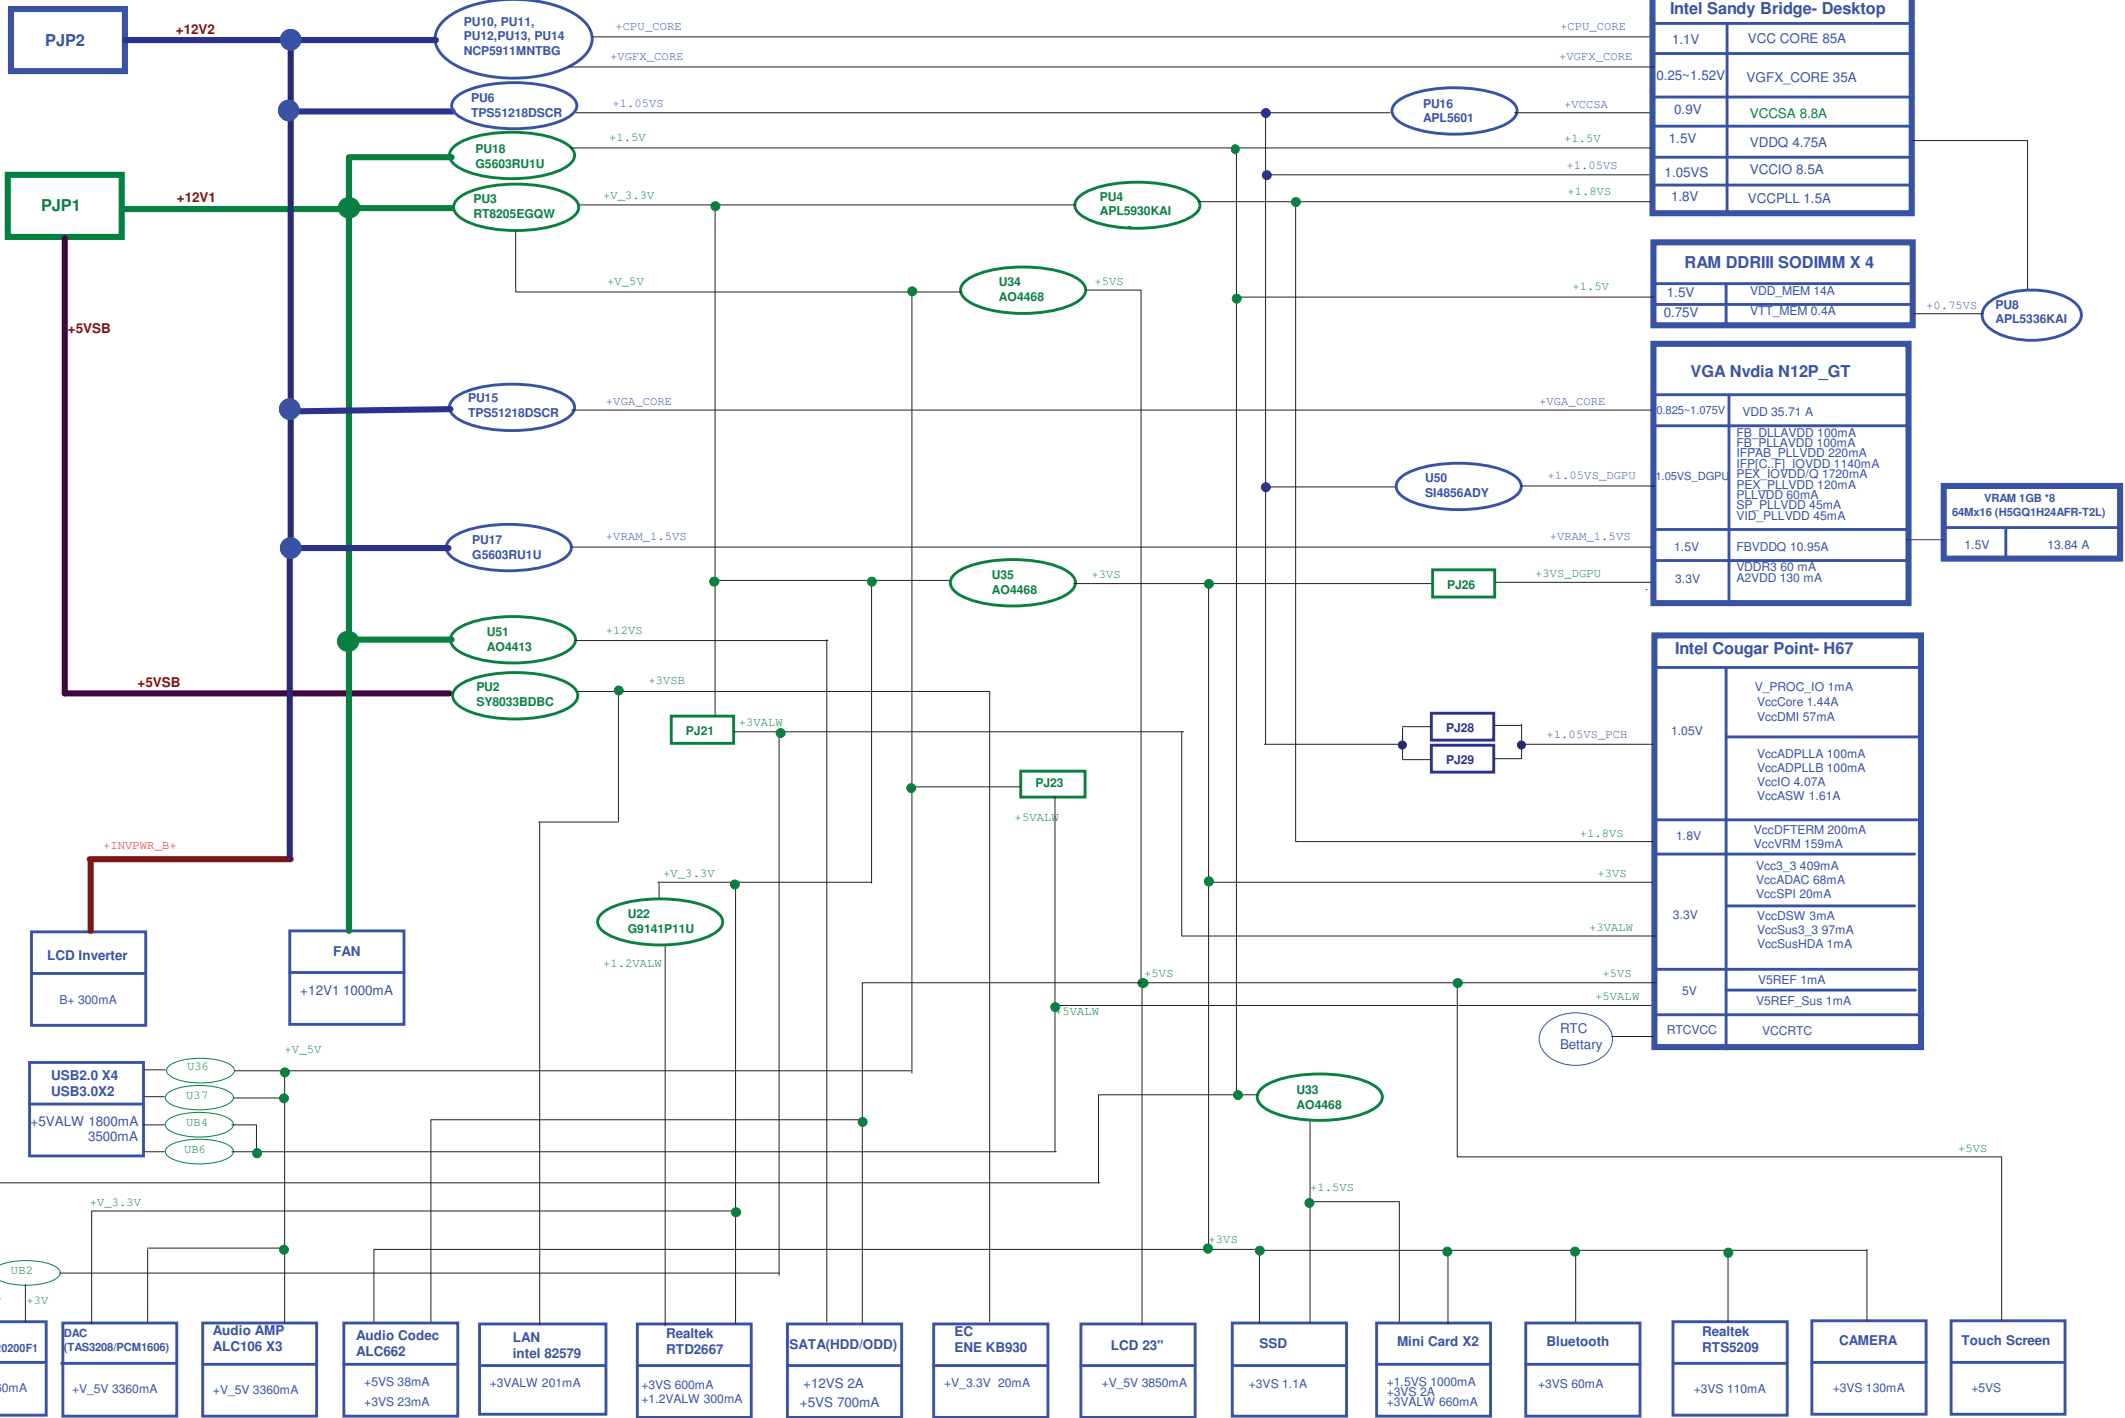 PJP2
+12V2
PU10, PU11,
PU12,PU13, PU14
NCP5911MNTBG
+CPU_CORE
+CPU_CORE
+VGFX_CORE
+VGFX_CORE
Intel Sandy Bridge- Desktop
1.1V VCC CORE 85A
0.25~1.52V VGFX_CORE 35A
0.9V VCCSA 8.8A
1.5V VDDQ 4.75A
1.05VS VCCIO 8.5A
1.8V VCCPLL 1.5A
PU6
TPS51218DSCR
+1.05VS
PU16
APL5601
+VCCSA
PU18
G5603RU1U
+1.5V
+1.5V
+1.05VS
PJP1
+12V1
PU3
RT8205EGQW
+V_3.3V
PU4
APL5930KAI
+1.8VS
+V_5V
U34
AO4468
+5VS
+1.5V
RAM DDRIII SODIMM X 4
1.5V VDD_MEM 14A
0.75V VTT_MEM 0.4A
+0.75VS
PU8
APL5336KAI
+5VSB
PU15
TPS51218DSCR
+VGA_CORE
+VGA_CORE
VGA Nvdia N12P_GT
0.825~1.075V VDD 35.71 A
1.05VS_DGPU
FB_DLLAVDD 100mA
FB_PLLAVDD 100mA
IFPAB_PLLVDD 220mA
IFP[C..F]_IOVDD 1140mA
PEX_IOVDD/Q 1720mA
PEX_PLLVDD 120mA
PLLVDD 60mA
SP_PLLVDD 45mA
VID_PLLVDD 45mA
1.5V FBVDDQ 10.95A
3.3V
VDDR3 60 mA
A2VDD 130 mA
U50
SI4856ADY
+1.05VS_DGPU
VRAM 1GB *8
64Mx16 (H5GQ1H24AFR-T2L)
1.5V 13.84 A
PU17
G5603RU1U
+VRAM_1.5VS
+VRAM_1.5VS
U35
AO4468
+3VS
PJ26
+3VS_DGPU
U51
AO4413
+12VS
+5VSB
PU2
SY8033BDBC
+3VSB
PJ21
+3VALW
PJ23
+5VALW
PJ28
PJ29
+1.05VS_PCH
Intel Cougar Point- H67
1.05V
V_PROC_IO 1mA
VccCore 1.44A
VccDMI 57mA
VccADPLLA 100mA
VccADPLLB 100mA
VccIO 4.07A
VccASW 1.61A
1.8V
VccDFTERM 200mA
VccVRM 159mA
3.3V
Vcc3_3 409mA
VccADAC 68mA
VccSPI 20mA
VccDSW 3mA
VccSus3_3 97mA
VccSusHDA 1mA
5V
V5REF 1mA
V5REF_Sus 1mA
RTCVCC VCCRTC
+1.8VS
+3VS
+3VALW
+5VS
+5VS
+5VALW
+5VALW
RTC
Bettary
+INVPWR_B+
LCD Inverter
B+ 300mA
FAN
+12V1 1000mA
+V_3.3V
U22
G9141P11U
+1.2VALW
+V_5V
USB2.0 X4
USB3.0X2
+5VALW 1800mA
3500mA
U36
U37
UB4
UB6
U33
AO4468
+5VS
+1.5VS
+V_3.3V
+3VS
UB2
+3V
0200F1
0mA
DAC
(TAS3208/PCM1606)
+V_5V 3360mA
Audio AMP
ALC106 X3
+V_5V 3360mA
Audio Codec
ALC662
+5VS 38mA
+3VS 23mA
LAN
intel 82579
+3VALW 201mA
Realtek
RTD2667
+3VS 600mA
+1.2VALW 300mA
SATA(HDD/ODD)
+12VS 2A
+5VS 700mA
EC
ENE KB930
+V_3.3V 20mA
LCD 23"
+V_5V 3850mA
SSD
+3VS 1.1A
Mini Card X2
+1.5VS 1000mA
+3VS 2A
+3VALW 660mA
Bluetooth
+3VS 60mA
Realtek
RTS5209
+3VS 110mA
CAMERA
+3VS 130mA
Touch Screen
+5VS